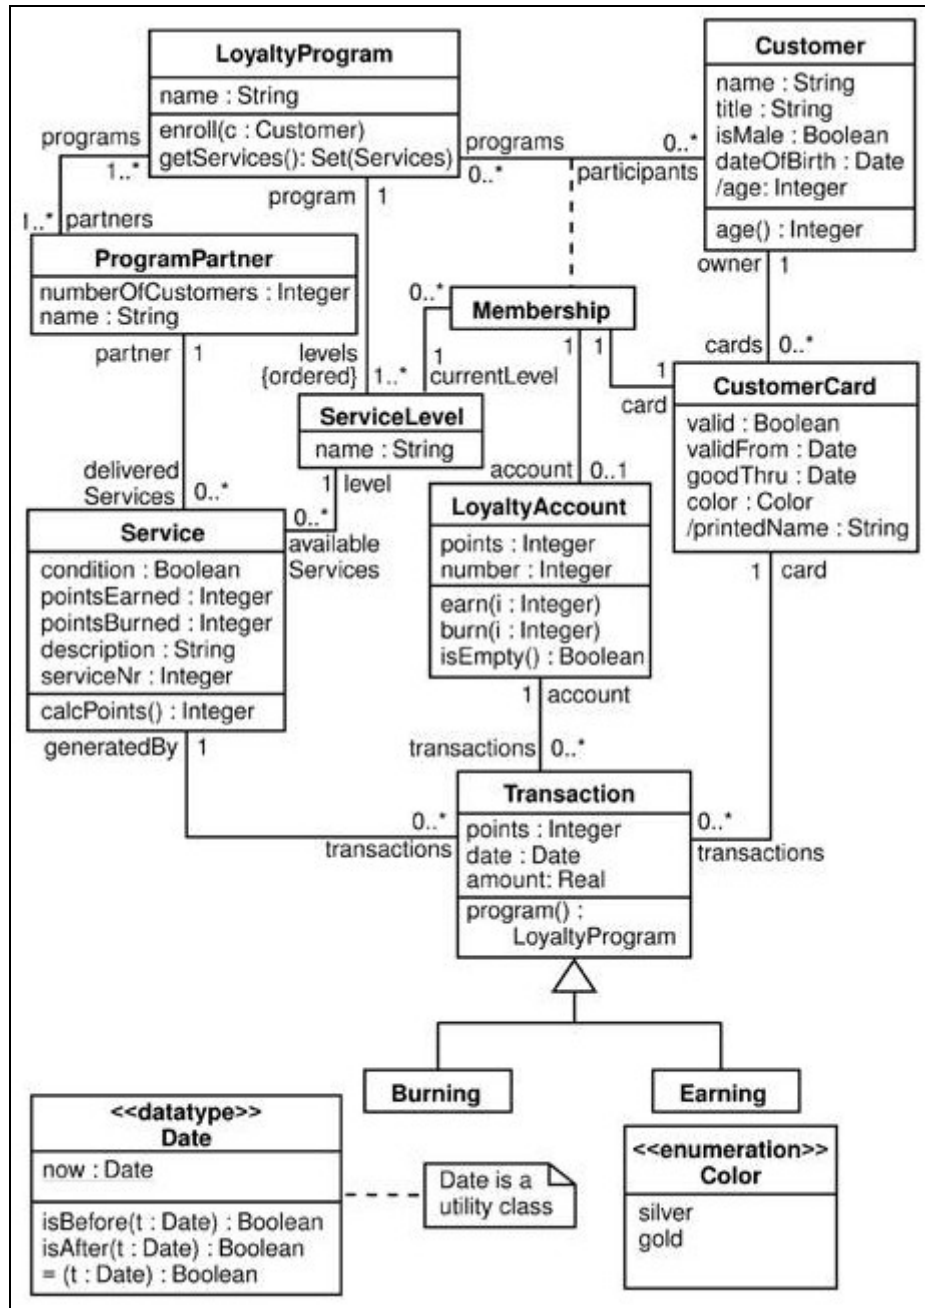 LoyaltyProgram
name : String
enroll(c : Customer)
getServices(): Set(Services)
Customer
name : String
title : String
isMale : Boolean
dateOfBirth : Date
/age: Integer
age() : Integer
programs
1..*
programs
0..*
0..*
participants
program
1
1..*
partners
owner
1
ProgramPartner
numberOfCustomers : Integer
name : String
0..*
Membership
partner
1
levels
{ordered}
1..*
1
currentLevel
1
1
1
card
cards
0..*
CustomerCard
valid : Boolean
validFrom : Date
goodThru : Date
color : Color
/printedName : String
ServiceLevel
name : String
delivered
Services
0..*
1
level
0..*
available
Services
account
0..1
LoyaltyAccount
points : Integer
number : Integer
earn(i : Integer)
burn(i : Integer)
isEmpty() : Boolean
Service
condition : Boolean
pointsEarned : Integer
pointsBurned : Integer
description : String
serviceNr : Integer
calcPoints() : Integer
1
card
1
account
generatedBy
1
transactions
0..*
Transaction
points : Integer
date : Date
amount: Real
program() :
LoyaltyProgram
0..*
transactions
0..*
transactions
Burning
Earning
<<datatype>>
Date
now : Date
isBefore(t : Date) : Boolean
isAfter(t : Date) : Boolean
= (t : Date) : Boolean
Date is a
utility class
<<enumeration>>
Color
silver
gold